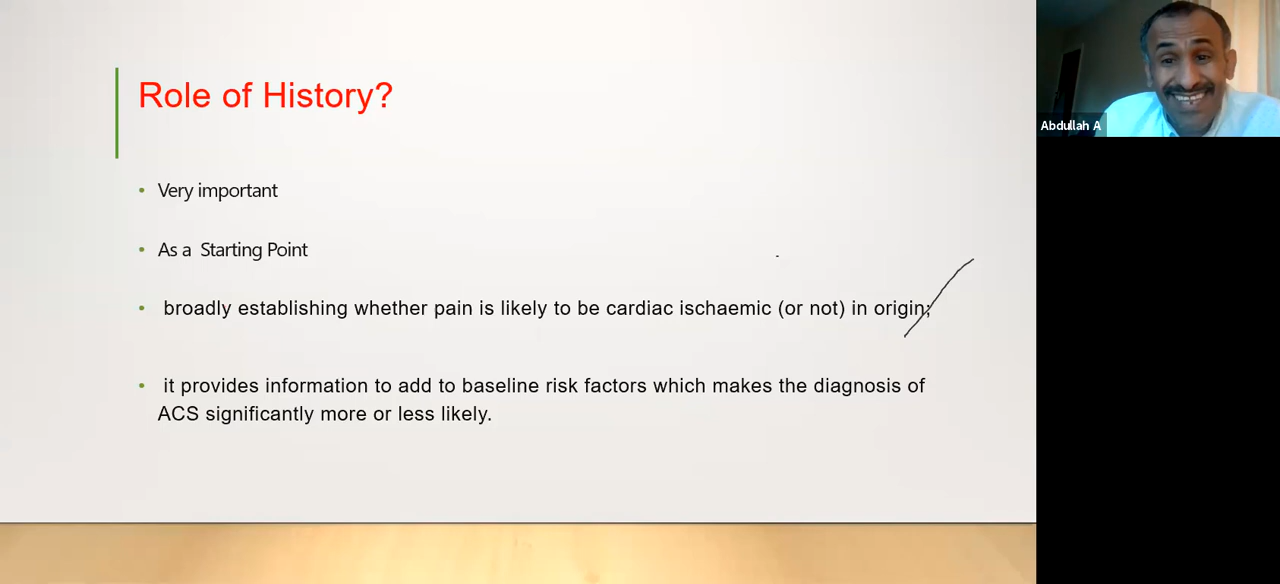 Role of History?
• Very important
• As a  Starting Point
• broadly establishing whether pain is likely to be cardiac ischaemic (or not) in origin;
• it provides information to add to baseline risk factors which makes the diagnosis of
ACS significantly more or less likely.
Abdullah A